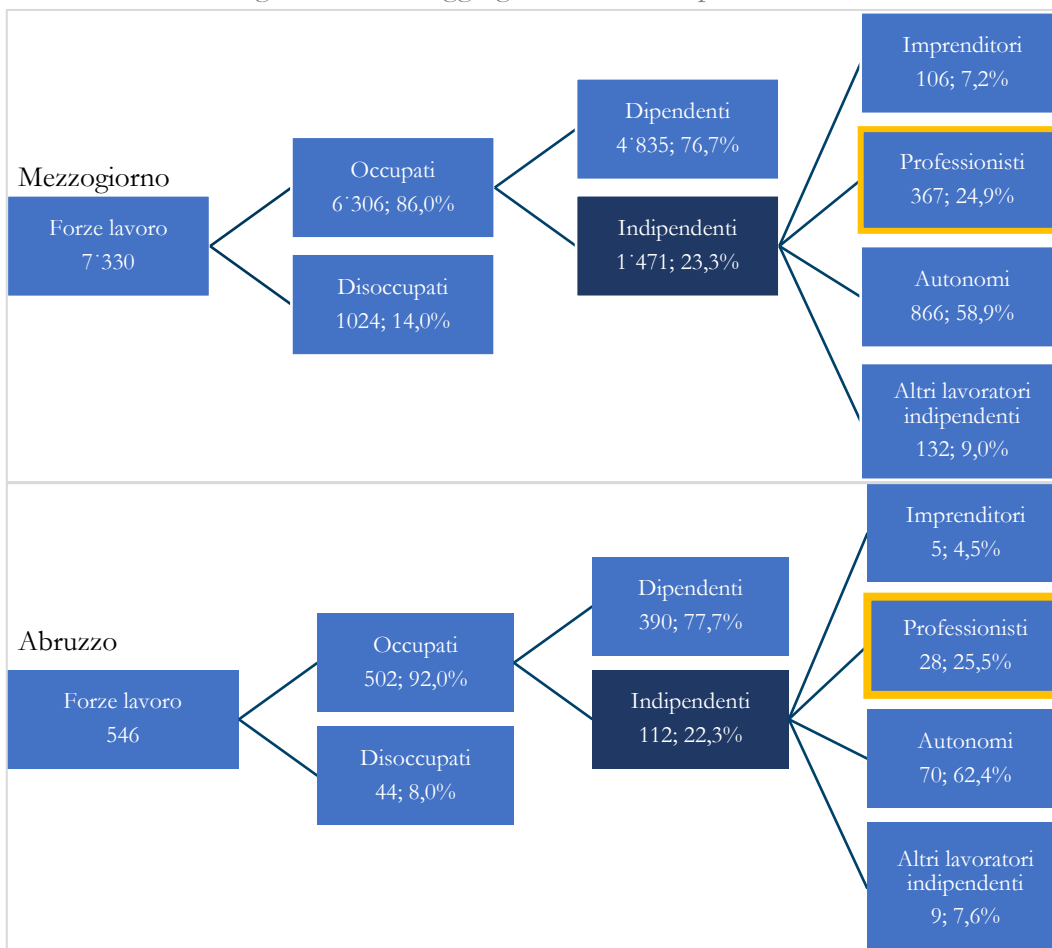 Mezzogiorno
Forze lavoro
7˙330
Occupati
6˙306; 86,0%
Disoccupati
1024; 14,0%
Dipendenti
4˙835; 76,7%
Indipendenti
1˙471; 23,3%
Imprenditori
106; 7,2%
Professionisti
367; 24,9%
Autonomi
866; 58,9%
Altri lavoratori
indipendenti
132; 9,0%
Abruzzo
Forze lavoro
546
Occupati
502; 92,0%
Disoccupati
44; 8,0%
Dipendenti
390; 77,7%
Indipendenti
112; 22,3%
Imprenditori
5; 4,5%
Professionisti
28; 25,5%
Autonomi
70; 62,4%
Altri lavoratori
indipendenti
9; 7,6%